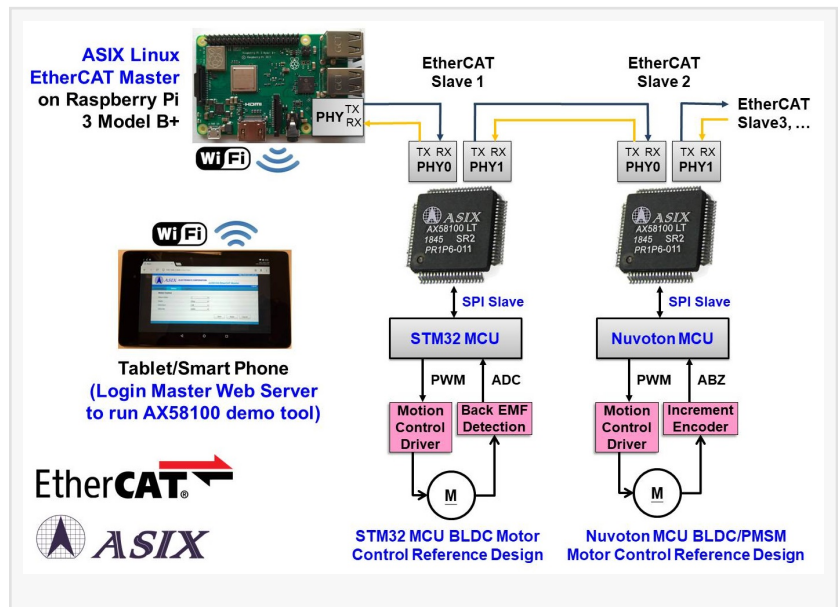 ASIX Linux
EtherCAT Master
on Raspberry Pi
3 Model B+
PHY TX
RX
Wi Fi
EtherCAT
Slave 1
EtherCAT
Slave 2
EtherCAT
Slave3, ...
TX RX
PHY0
TX RX
PHY1
TX RX
PHY0
TX RX
PHY1
ASIX
AX58100 LT
1845 SR2
PR1P6-011
ASIX
AX58100 LT
1845 SR2
PR1P6-011
Wi Fi
Tablet/Smart Phone
(Login Master Web Server
to run AX58100 demo tool)
SPI Slave
STM32 MCU
PWM
ADC
Motion
Control
Driver
Back EMF
Detection
M
STM32 MCU BLDC Motor
Control Reference Design
SPI Slave
Nuvoton MCU
PWM
ABZ
Motion
Control
Driver
Increment
Encoder
M
Nuvoton MCU BLDC/PMSM
Motor Control Reference Design
EtherCAT®
ASIX